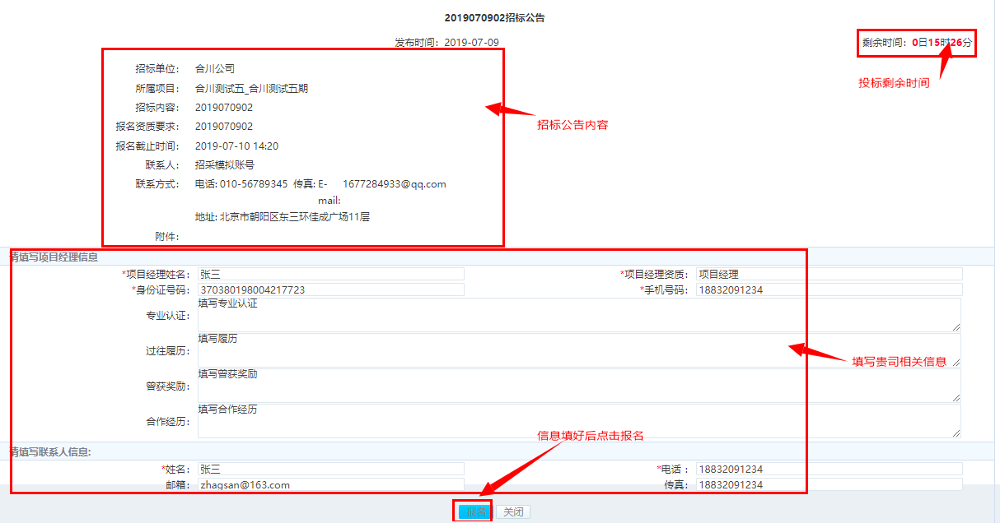 2019070902招标公告
发布时间: 2019-07-09
剩余时间: 0日15时26分
投标剩余时间
招标单位: 合川公司
所属项目: 合川测试五_合川测试五期
招标内容: 2019070902
招标公告内容
报名资质要求: 2019070902
报名截止时间: 2019-07-10 14:20
联系人: 招采模拟账号
联系方式: 电话: 010-56789345 传真: E- 1677284933@qq.com
mail:
地址: 北京市朝阳区东三环佳成广场11层
附件:
请填写项目经理信息
*项目经理姓名: 张三 *项目经理资质: 项目经理
*身份证号码: 370380198004217723 *手机号码: 18832091234
专业认证: 填写专业认证
过往履历: 填写履历
填写贵司相关信息
曾获奖励: 填写曾获奖励
合作经历: 填写合作经历
信息填好后点击报名
请填写联系人信息:
*姓名: 张三 *电话: 18832091234
邮箱: zhaqsan@163.com 传真: 18832091234
报名 关闭